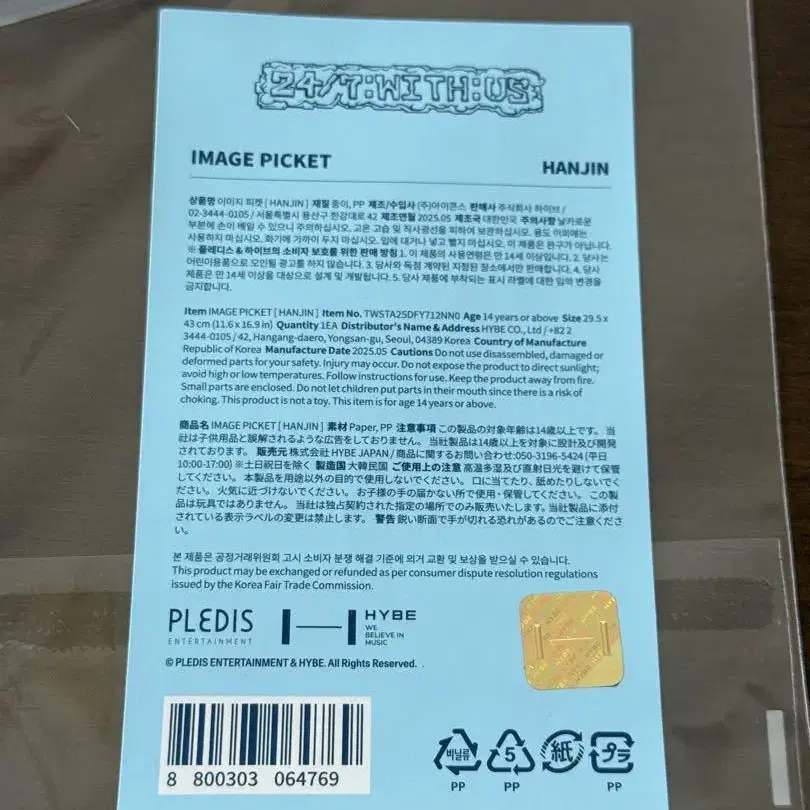 24/7:WITH:US
IMAGE PICKET
HANJIN
상품명 이미지 피켓 [ HANJIN ] 재질 종이, PP 제조/수입사 (주)아이콘스 판매사 주식회사 하이브 /
02-3444-0105 / 서울특별시 용산구 한강대로 42 제조연월 2025.05 제조국 대한민국 주의사항 날카로운
부분에 손이 베일 수 있으니 주의하십시오. 고온 고습 및 직사광선을 피하여 보관하십시오. 용도 이외에는
사용하지 마십시오. 화기에 가까이 두지 마십시오. 입에 대거나 넣고 빨지 마십시오. 이 제품은 완구가 아닙니다.
※ 플레디스 & 하이브의 소비자 보호를 위한 판매 방침 1. 이 제품의 사용연령은 만 14세 이상입니다. 2. 당사는
어린이용품으로 오인될 광고를 하지 않습니다. 3. 당사와 독점 계약된 지정된 장소에서만 판매합니다. 4. 당사
제품은 만 14세 이상을 대상으로 설계 및 개발됩니다. 5. 당사 제품에 부착되는 표시 라벨에 대한 임의 변경을
금지합니다.
Item IMAGE PICKET [ HANJIN ] Item No. TWSTA25DFY712NN0 Age 14 years or above Size 29.5 x
43 cm (11.6 x 16.9 in) Quantity 1EA Distributor's Name & Address HYBE CO., Ltd / +82 2
3444-0105 / 42, Hangang-daero, Yongsan-gu, Seoul, 04389 Korea Country of Manufacture
Republic of Korea Manufacture Date 2025.05 Cautions Do not use disassembled, damaged or
deformed parts for your safety. Injury may occur. Do not expose the product to direct sunlight;
avoid high or low temperatures. Follow instructions for use. Keep the product away from fire.
Small parts are enclosed. Do not let children put parts in their mouth since there is a risk of
choking. This product is not a toy. This item is for age 14 years or above.
商品名 IMAGE PICKET [ HANJIN ] 素材 Paper, PP 注意事項 この製品の対象年齢は14歳以上です。 当
社は子供用品と誤解されるような広告をしておりません。 当社製品は14歳以上を対象に設計及び開発
されております。 販売元 株式会社 HYBE JAPAN / 商品に関するお問い合わせ:050-3196-5424 (平日
10:00-17:00) ※土日祝日を除く 製造国 大韓民国 ご使用上の注意 高温多湿及び直射日光を避けて保管
してください。 本製品を用途以外の目的で使用しないでください。 口に当てたり、舐めたりしないでくだ
さい。 火気に近づけないでください。 お子様の手の届かない所で使用・保管してください。 この製品
は玩具ではありません。 当社は独占契約された指定の場所でのみ販売いたします。当社製品に添付
されている表示ラベルの変更は禁止します。 警告 鋭い断面で手が切れる恐れがあるのでご注意くださ
い。
본 제품은 공정거래위원회 고시 소비자 분쟁 해결 기준에 의거 교환 및 보상을 받으실 수 있습니다.
This product may be exchanged or refunded as per consumer dispute resolution regulations
issued by the Korea Fair Trade Commission.
PLEDIS
ENTERTAINMENT
HYBE
WE
BELIEVE IN
MUSIC
© PLEDIS ENTERTAINMENT & HYBE. All Rights Reserved.
HYBE
8 800303 064769
비닐류 5 紙 プラ
PP PP PP